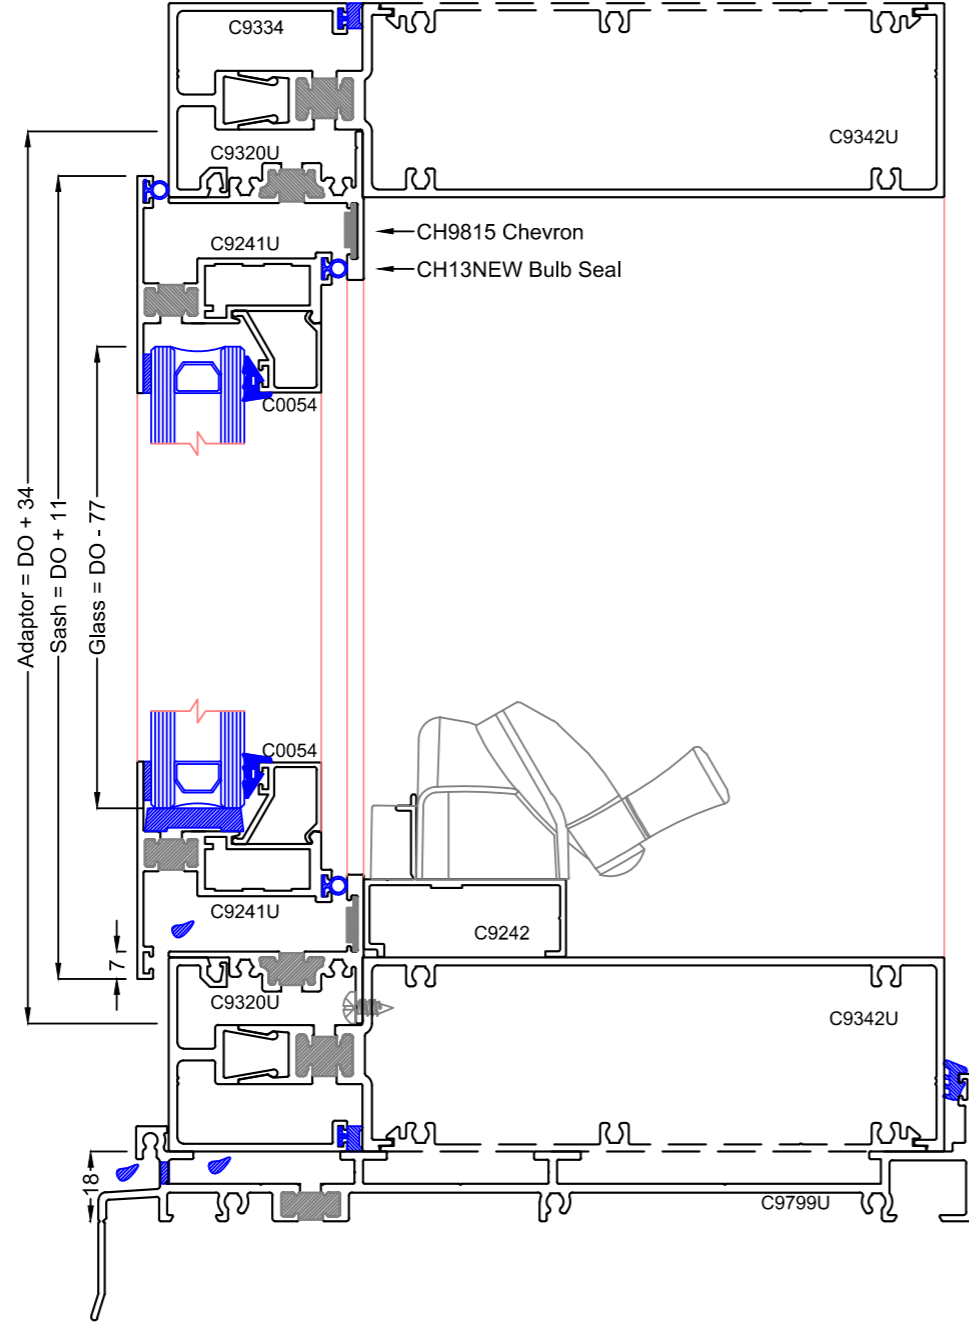 C9334
C9342U
C9320U
CH9815 Chevron
C9241U
CH13NEW Bulb Seal
C0054
Adaptor = DO + 34
Sash = DO + 11
Glass = DO - 77
C0054
C9241U
C9242
7
C9320U
C9342U
18
C9799U